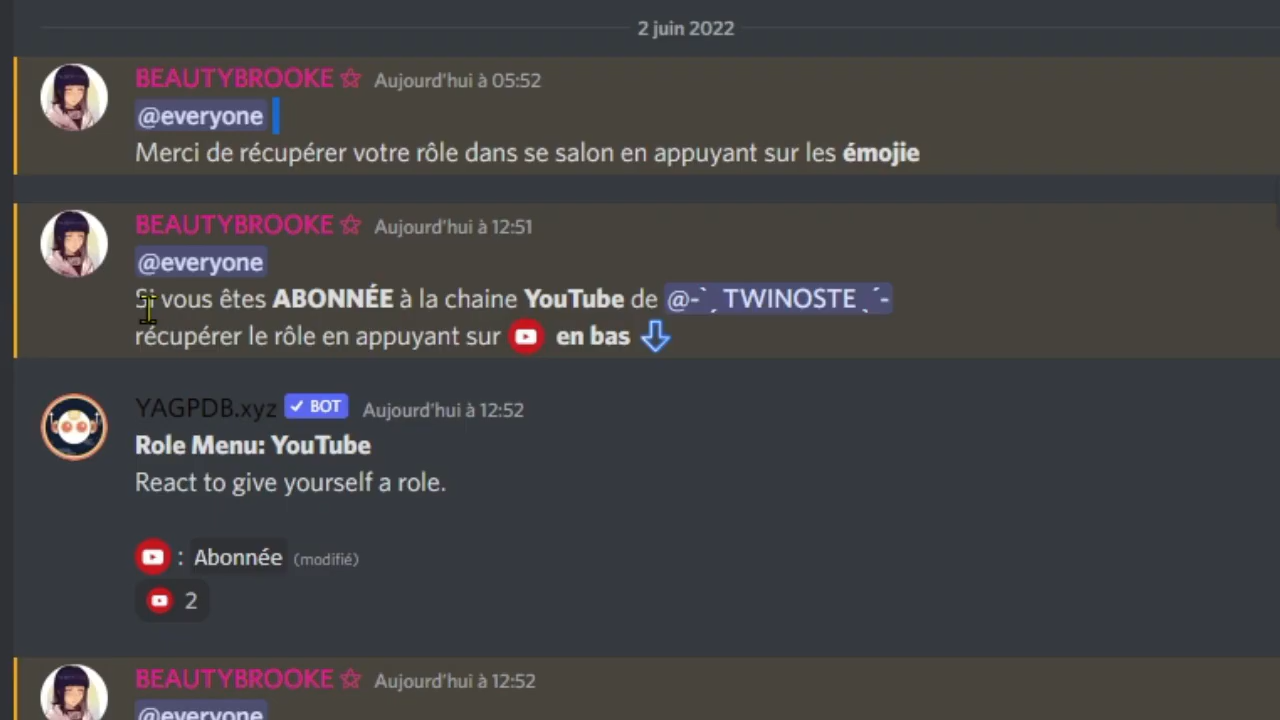 2 juin 2022
BEAUTYBROOKE ☆ Aujourd'hui à 05:52
@everyone
Merci de récupérer votre rôle dans se salon en appuyant sur les émojie
BEAUTYBROOKE ☆ Aujourd'hui à 12:51
@everyone
Si vous êtes ABONNÉE à la chaine YouTube de @-`¸ TWINOSTE ¸´-
récupérer le rôle en appuyant sur en bas
YAGPDB.xyz ✓ BOT Aujourd'hui à 12:52
Role Menu: YouTube
React to give yourself a role.
: Abonnée (modifié)
2
BEAUTYBROOKE ☆ Aujourd'hui à 12:52
@everyone